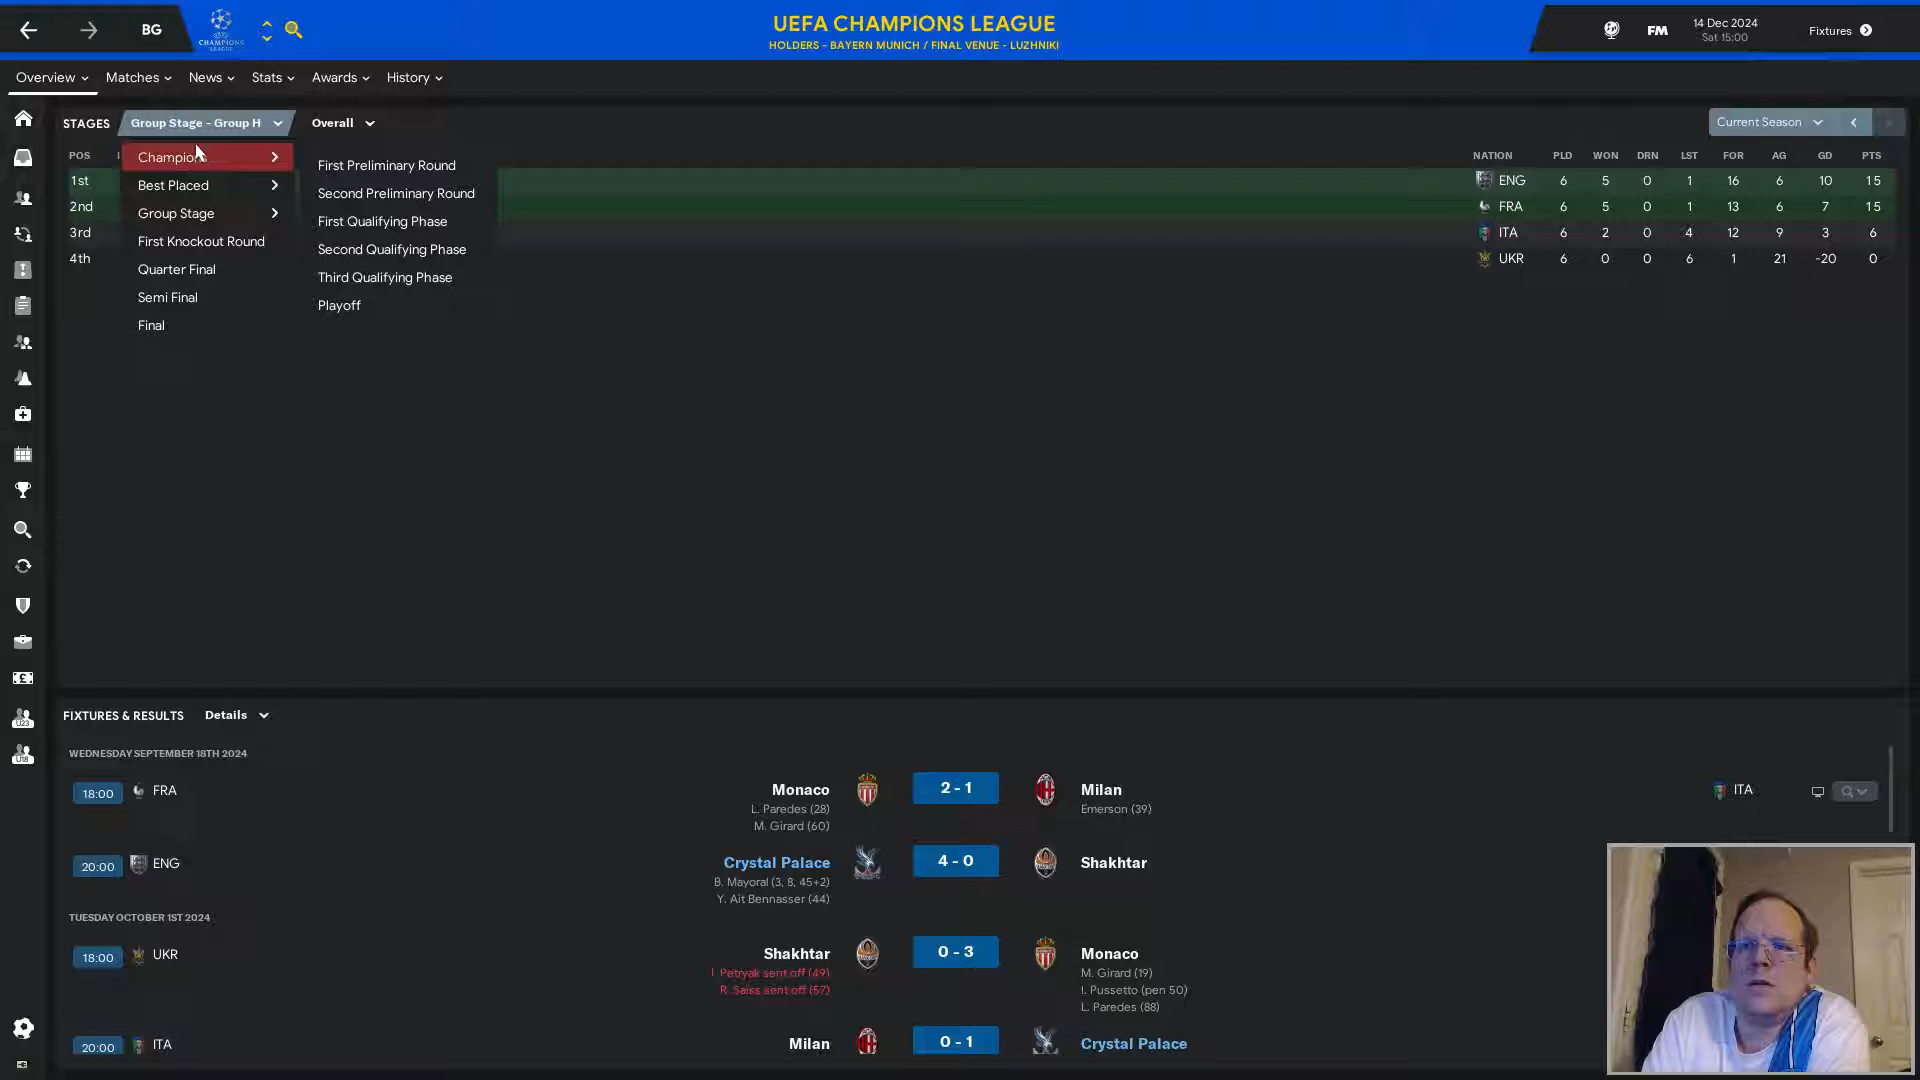 BG
CHAMPIONS
LEAGUE
UEFA CHAMPIONS LEAGUE
HOLDERS - BAYERN MUNICH / FINAL VENUE - LUZHNIKI
FM
14 Dec 2024
Sat 15:00
Fixtures
Overview
Matches
News
Stats
Awards
History
STAGES
Group Stage - Group H
Overall
Current Season
POS
NATION PLD WON DRN LST FOR AG GD PTS
1st
ENG 6 5 0 1 16 6 10 15
2nd
FRA 6 5 0 1 13 6 7 15
3rd
ITA 6 2 0 4 12 9 3 6
4th
UKR 6 0 0 6 1 21 -20 0
Champions
Best Placed
Group Stage
First Knockout Round
Quarter Final
Semi Final
Final
First Preliminary Round
Second Preliminary Round
First Qualifying Phase
Second Qualifying Phase
Third Qualifying Phase
Playoff
FIXTURES & RESULTS
Details
WEDNESDAY SEPTEMBER 18TH 2024
18:00 FRA Monaco 2 - 1 Milan ITA
L. Paredes (28)
M. Girard (60)
Emerson (39)
20:00 ENG Crystal Palace 4 - 0 Shakhtar
B. Mayoral (3, 8, 45+2)
Y. Ait Bennasser (44)
TUESDAY OCTOBER 1ST 2024
18:00 UKR Shakhtar 0 - 3 Monaco
I. Petryak sent off (49)
R. Saiss sent off (57)
M. Girard (19)
I. Pussetto (pen 50)
L. Paredes (88)
20:00 ITA Milan 0 - 1 Crystal Palace
U23
U18